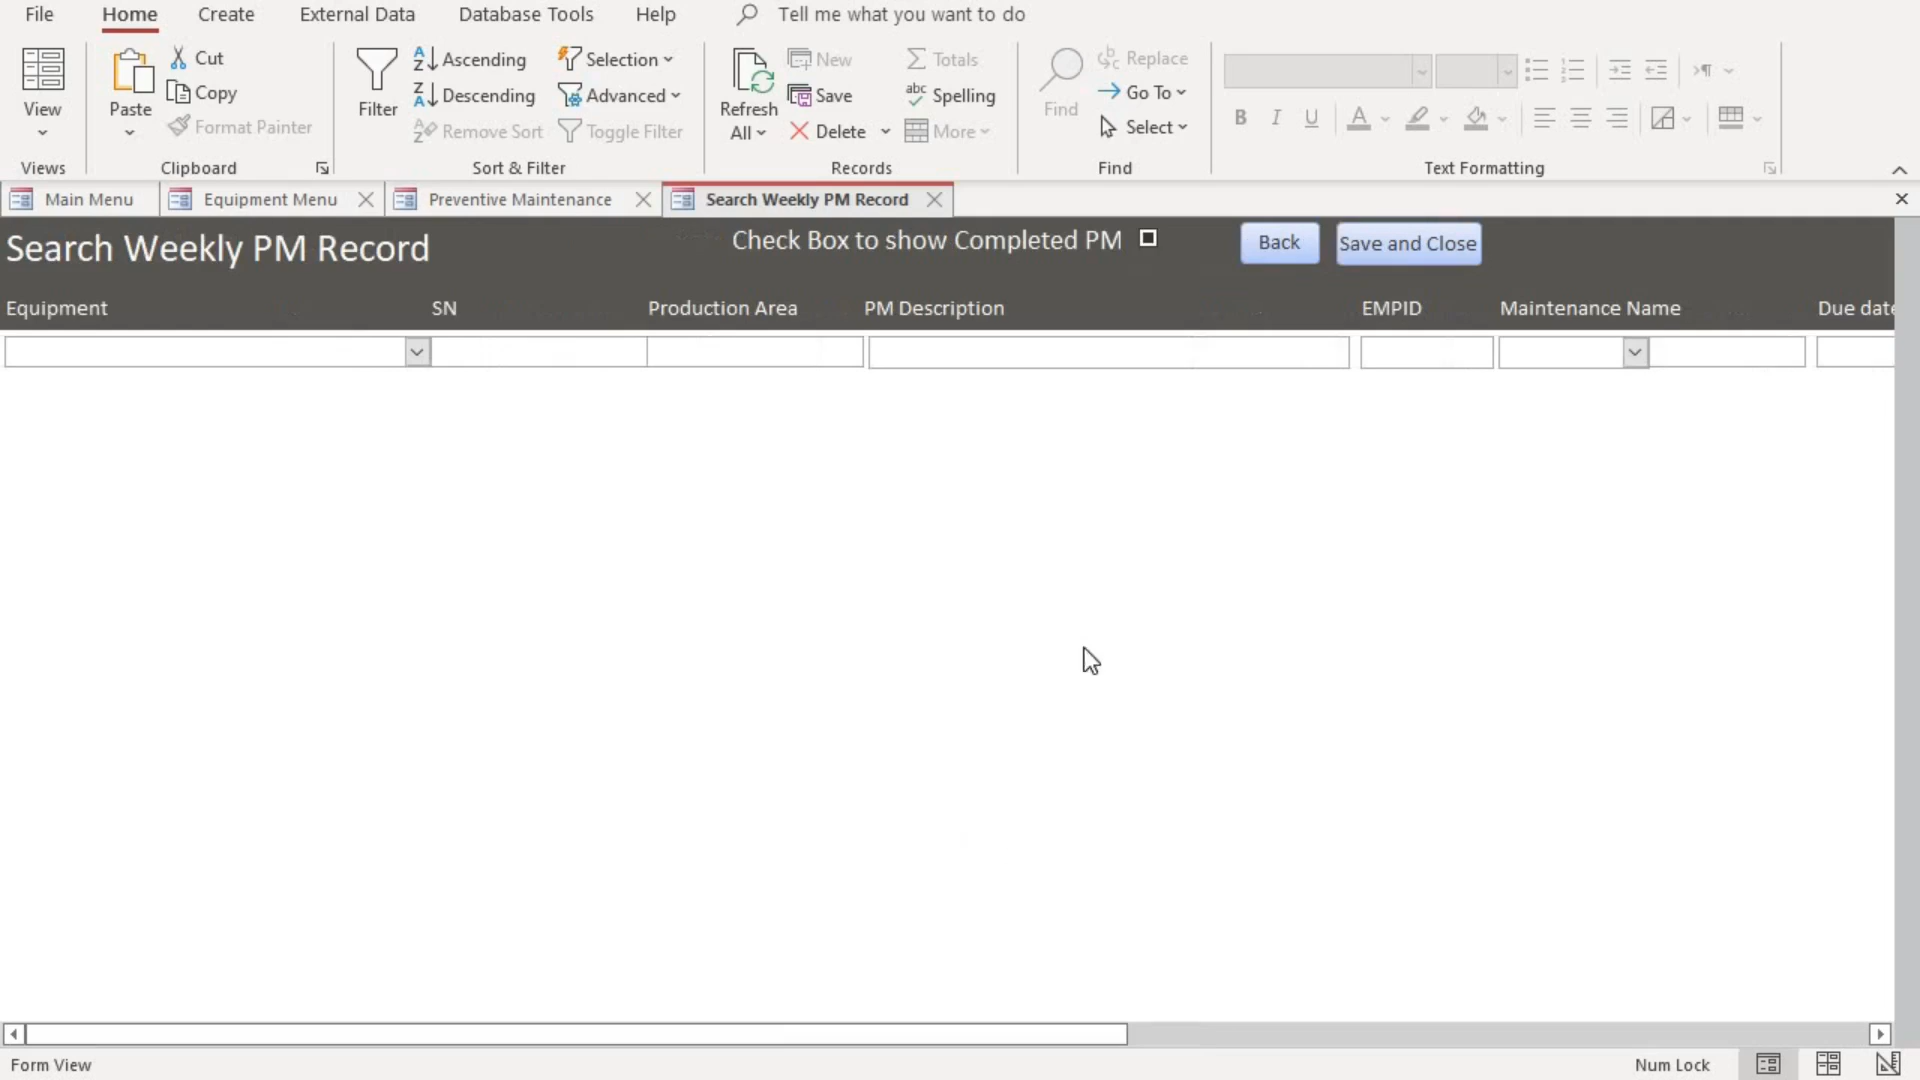 File Home Create External Data Database Tools Help Tell me what you want to do
View
Views
Paste
Cut
Copy
Format Painter
Clipboard
Filter
Ascending
Descending
Remove Sort
Selection
Advanced
Toggle Filter
Sort & Filter
Refresh
All
New
Save
Delete
Totals
Spelling
More
Records
Find
Replace
Go To
Select
Find
B I U A
Text Formatting
Main Menu Equipment Menu Preventive Maintenance Search Weekly PM Record
Search Weekly PM Record Check Box to show Completed PM Back Save and Close
Equipment SN Production Area PM Description EMPID Maintenance Name Due date
Form View Num Lock